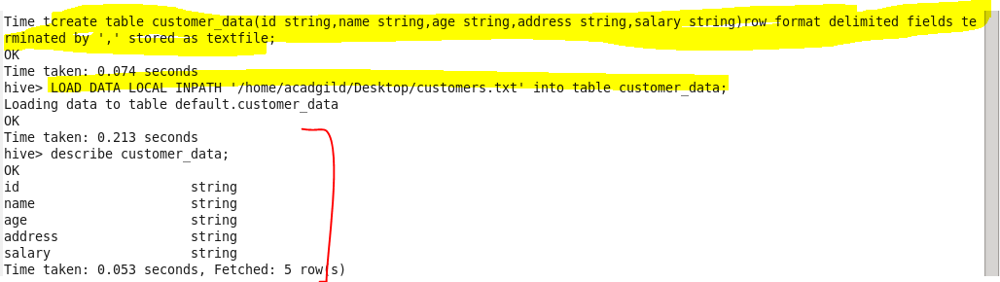 Time tcreate table customer_data(id string,name string,age string,address string,salary string)row format delimited fields te
rminated by ',' stored as textfile;
OK
Time taken: 0.074 seconds
hive> LOAD DATA LOCAL INPATH '/home/acadgild/Desktop/customers.txt' into table customer_data;
Loading data to table default.customer_data
OK
Time taken: 0.213 seconds
hive> describe customer_data;
OK
id                      string
name                    string
age                     string
address                 string
salary                  string
Time taken: 0.053 seconds, Fetched: 5 row(s)